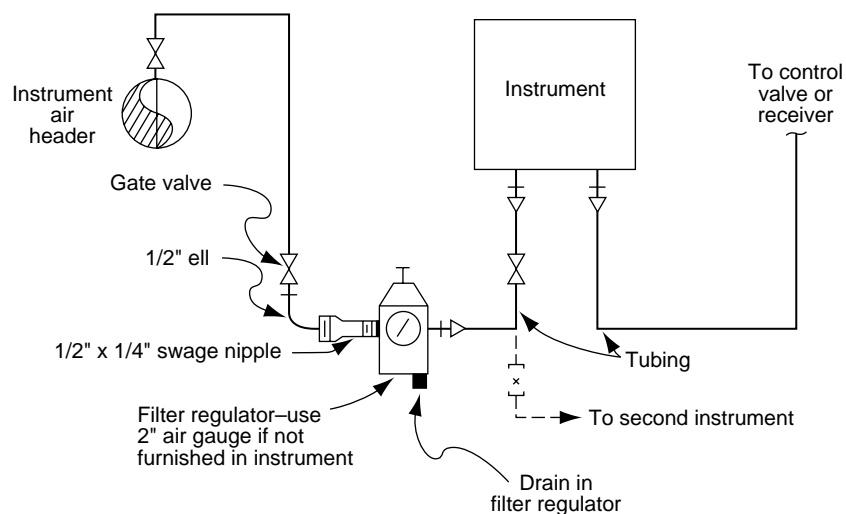 Instrument
air
header
Instrument
To control
valve or
receiver
Gate valve
1/2" ell
1/2" x 1/4" swage nipple
Tubing
Filter regulator–use
2" air gauge if not
furnished in instrument
x
To second instrument
Drain in
filter regulator